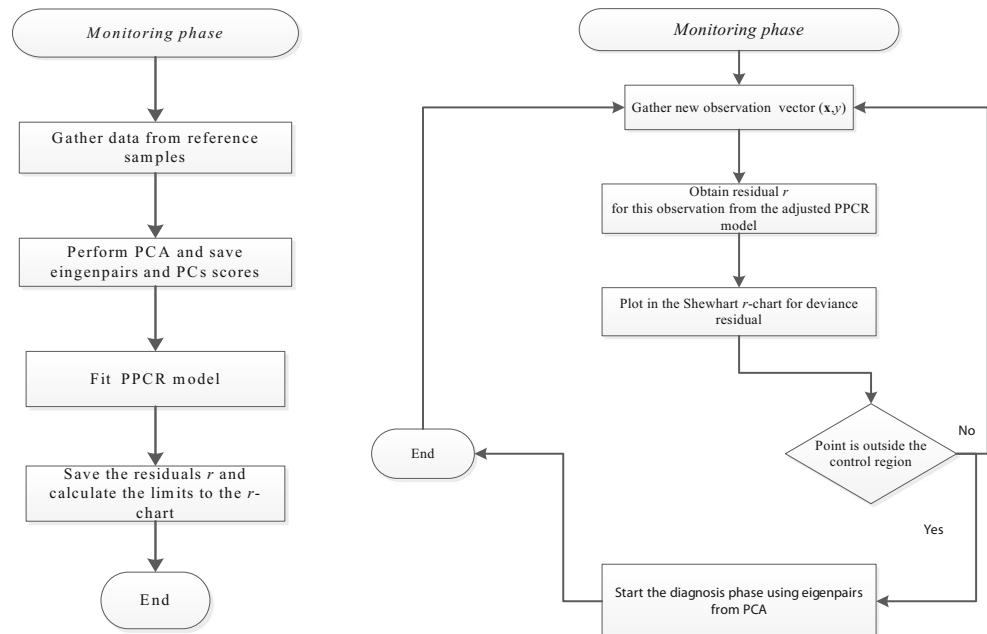 Monitoring phase
Gather data from reference
samples
Perform PCA and save
eingenpairs and PCs scores
Fit PPCR model
Save the residuals r and
calculate the limits to the r-
chart
End
Monitoring phase
Gather new observation vector (x,y)
Obtain residual r
for this observation from the adjusted PPCR
model
Plot in the Shewhart r-chart for deviance
residual
Point is outside the
control region
No
Yes
End
Start the diagnosis phase using eigenpairs
from PCA